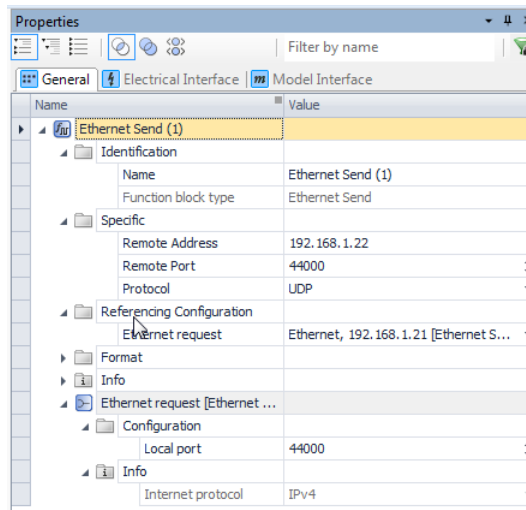 Properties
Filter by name
General Electrical Interface Model Interface
Name Value
Ethernet Send (1)
Identification
Name Ethernet Send (1)
Function block type Ethernet Send
Specific
Remote Address 192.168.1.22
Remote Port 44000
Protocol UDP
Referencing Configuration
Ethernet request Ethernet, 192.168.1.21 [Ethernet S...
Format
Info
Ethernet request [Ethernet ...
Configuration
Local port 44000
Info
Internet protocol IPv4